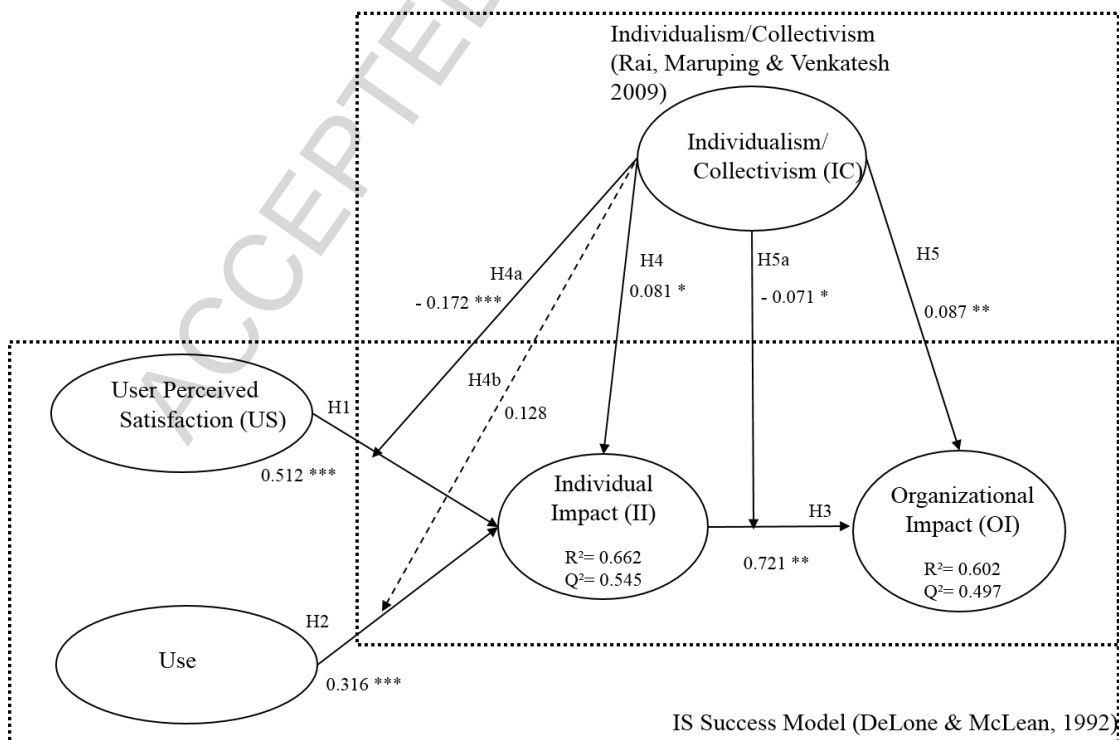 Individualism/Collectivism
(Rai, Maruping & Venkatesh
2009)
Individualism/
Collectivism (IC)
H4a
- 0.172 ***
H4
0.081 *
H5a
- 0.071 *
H5
0.087 **
H4b
0.128
User Perceived
Satisfaction (US)
H1
0.512 ***
Individual
Impact (II)
R²= 0.662
Q²= 0.545
H3
0.721 **
Organizational
Impact (OI)
R²= 0.602
Q²= 0.497
Use
H2
0.316 ***
IS Success Model (DeLone & McLean, 1992)